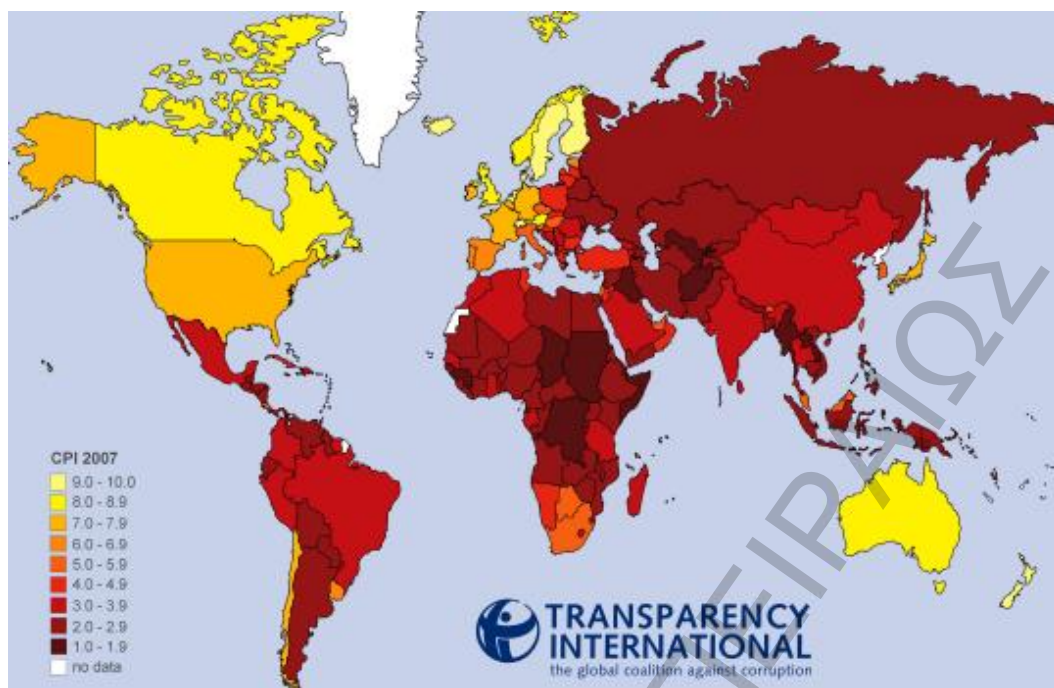 CPI 2007
9.0 - 10.0
8.0 - 8.9
7.0 - 7.9
6.0 - 6.9
5.0 - 5.9
4.0 - 4.9
3.0 - 3.9
2.0 - 2.9
1.0 - 1.9
no data
TRANSPARENCY
INTERNATIONAL
the global coalition against corruption
ΠΕΙΡΑΙΩΣ